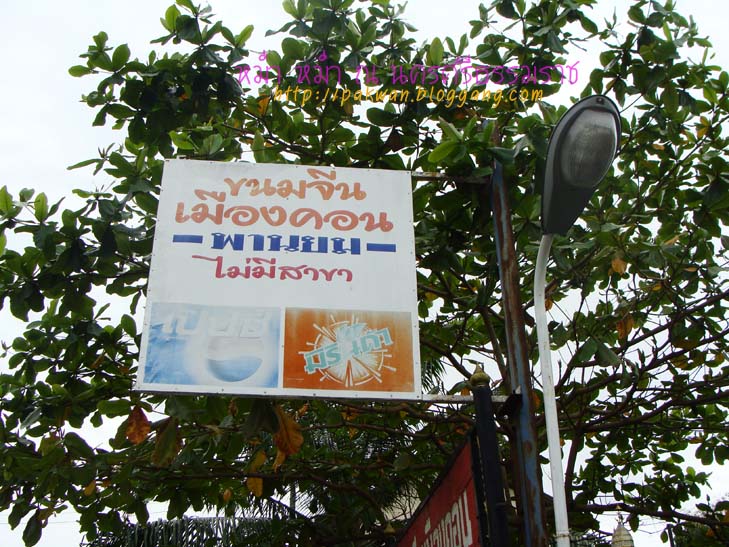 หม่ำ หม่ำ ณ นครศรีธรรมราช
http://pakwan.bloggang.com
ขนมจีน
เมืองคอน
พานยม
ไม่มีสาขา
เป๊ปซี่
มิรินด้า